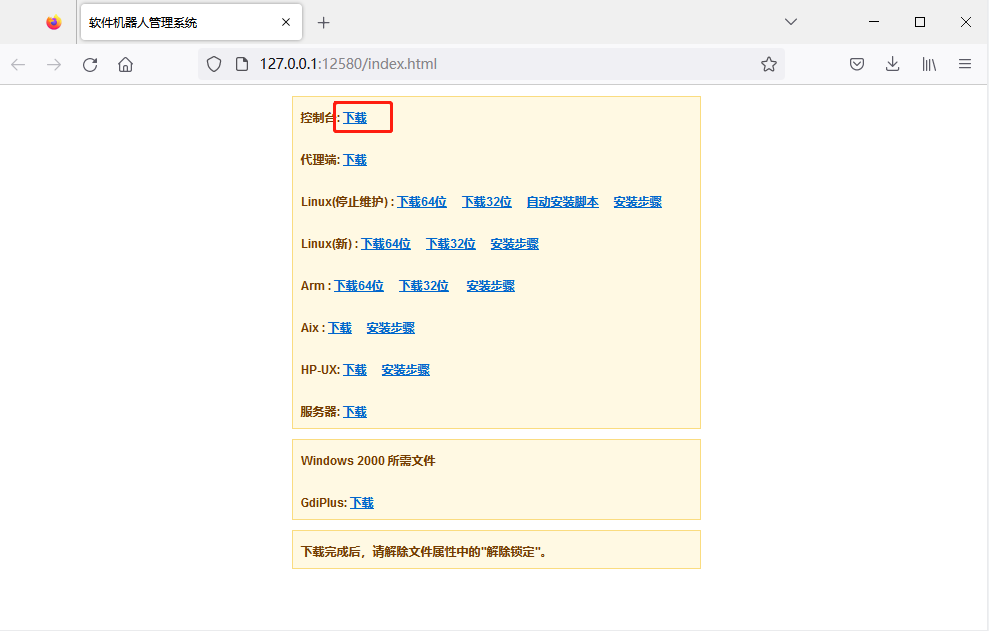 软件机器人管理系统
127.0.0.1:12580/index.html
控制台: 下载
代理端: 下载
Linux(停止维护) : 下载64位 下载32位 自动安装脚本 安装步骤
Linux(新) : 下载64位 下载32位 安装步骤
Arm : 下载64位 下载32位 安装步骤
Aix : 下载 安装步骤
HP-UX: 下载 安装步骤
服务器: 下载
Windows 2000 所需文件
GdiPlus: 下载
下载完成后，请解除文件属性中的"解除锁定"。